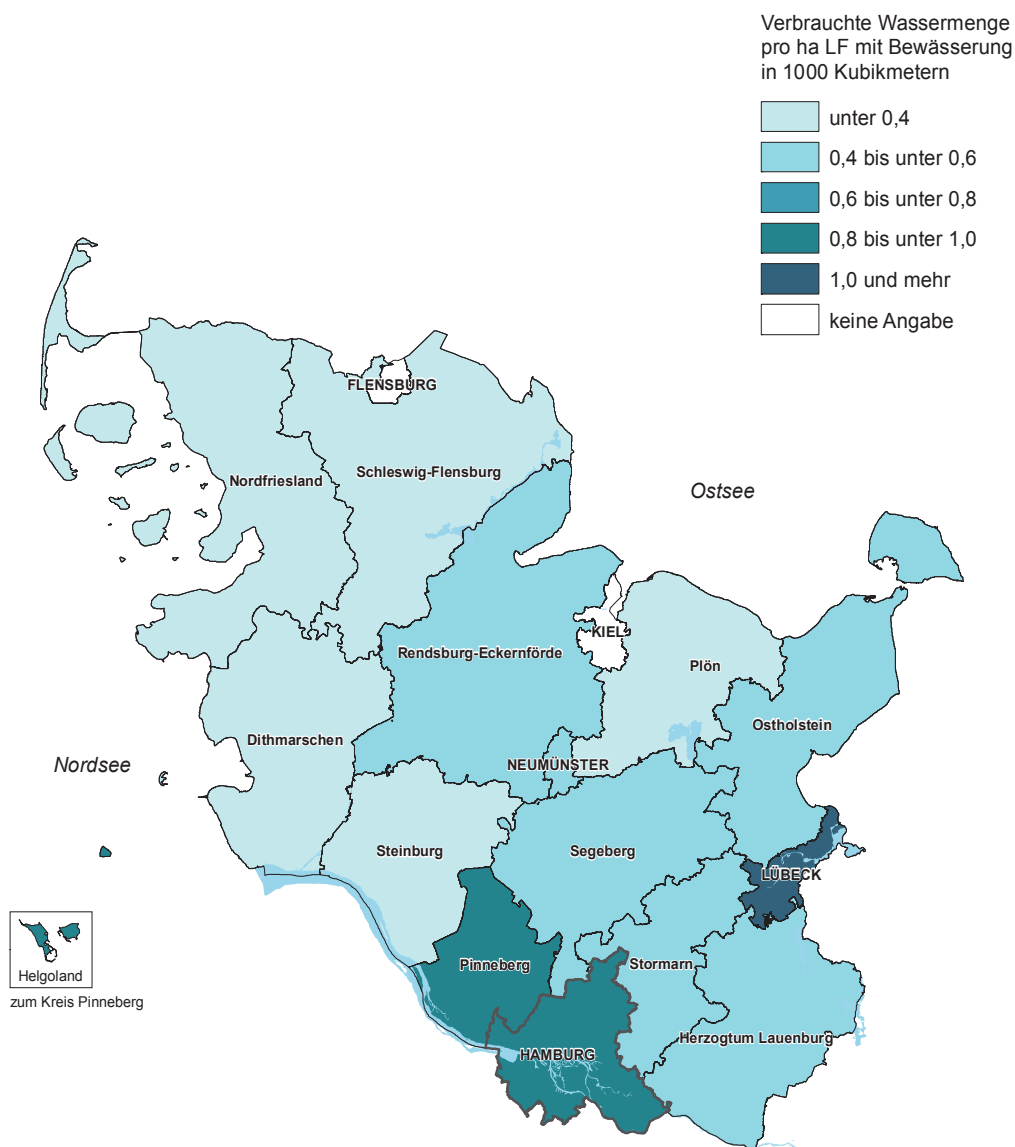 Verbrauchte Wassermenge
pro ha LF mit Bewässerung
in 1000 Kubikmetern
unter 0,4
0,4 bis unter 0,6
0,6 bis unter 0,8
0,8 bis unter 1,0
1,0 und mehr
keine Angabe
FLENSBURG
Schleswig-Flensburg
Nordfriesland
Ostsee
KIEL
Rendsburg-Eckernförde
Plön
Ostholstein
Dithmarschen
Nordsee
NEUMÜNSTER
Steinburg
Segeberg
LÜBECK
Pinneberg
Stormarn
Helgoland
zum Kreis Pinneberg
Herzogtum Lauenburg
HAMBURG